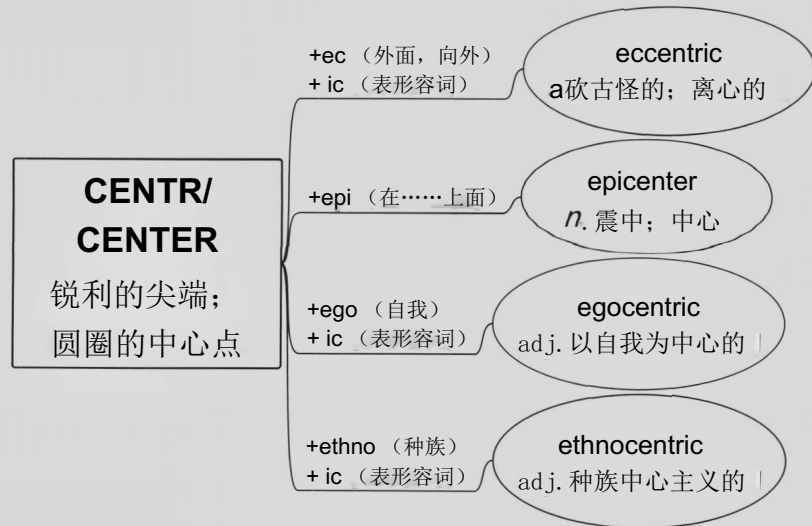 CENTR/
CENTER
锐利的尖端；
圆圈的中心点
+ec（外面，向外）
+ ic（表形容词）
eccentric
a砍古怪的；离心的
+epi（在……上面）
epicenter
n.震中；中心
+ego（自我）
+ ic（表形容词）
egocentric
adj.以自我为中心的
+ethno（种族）
+ ic（表形容词）
ethnocentric
adj.种族中心主义的